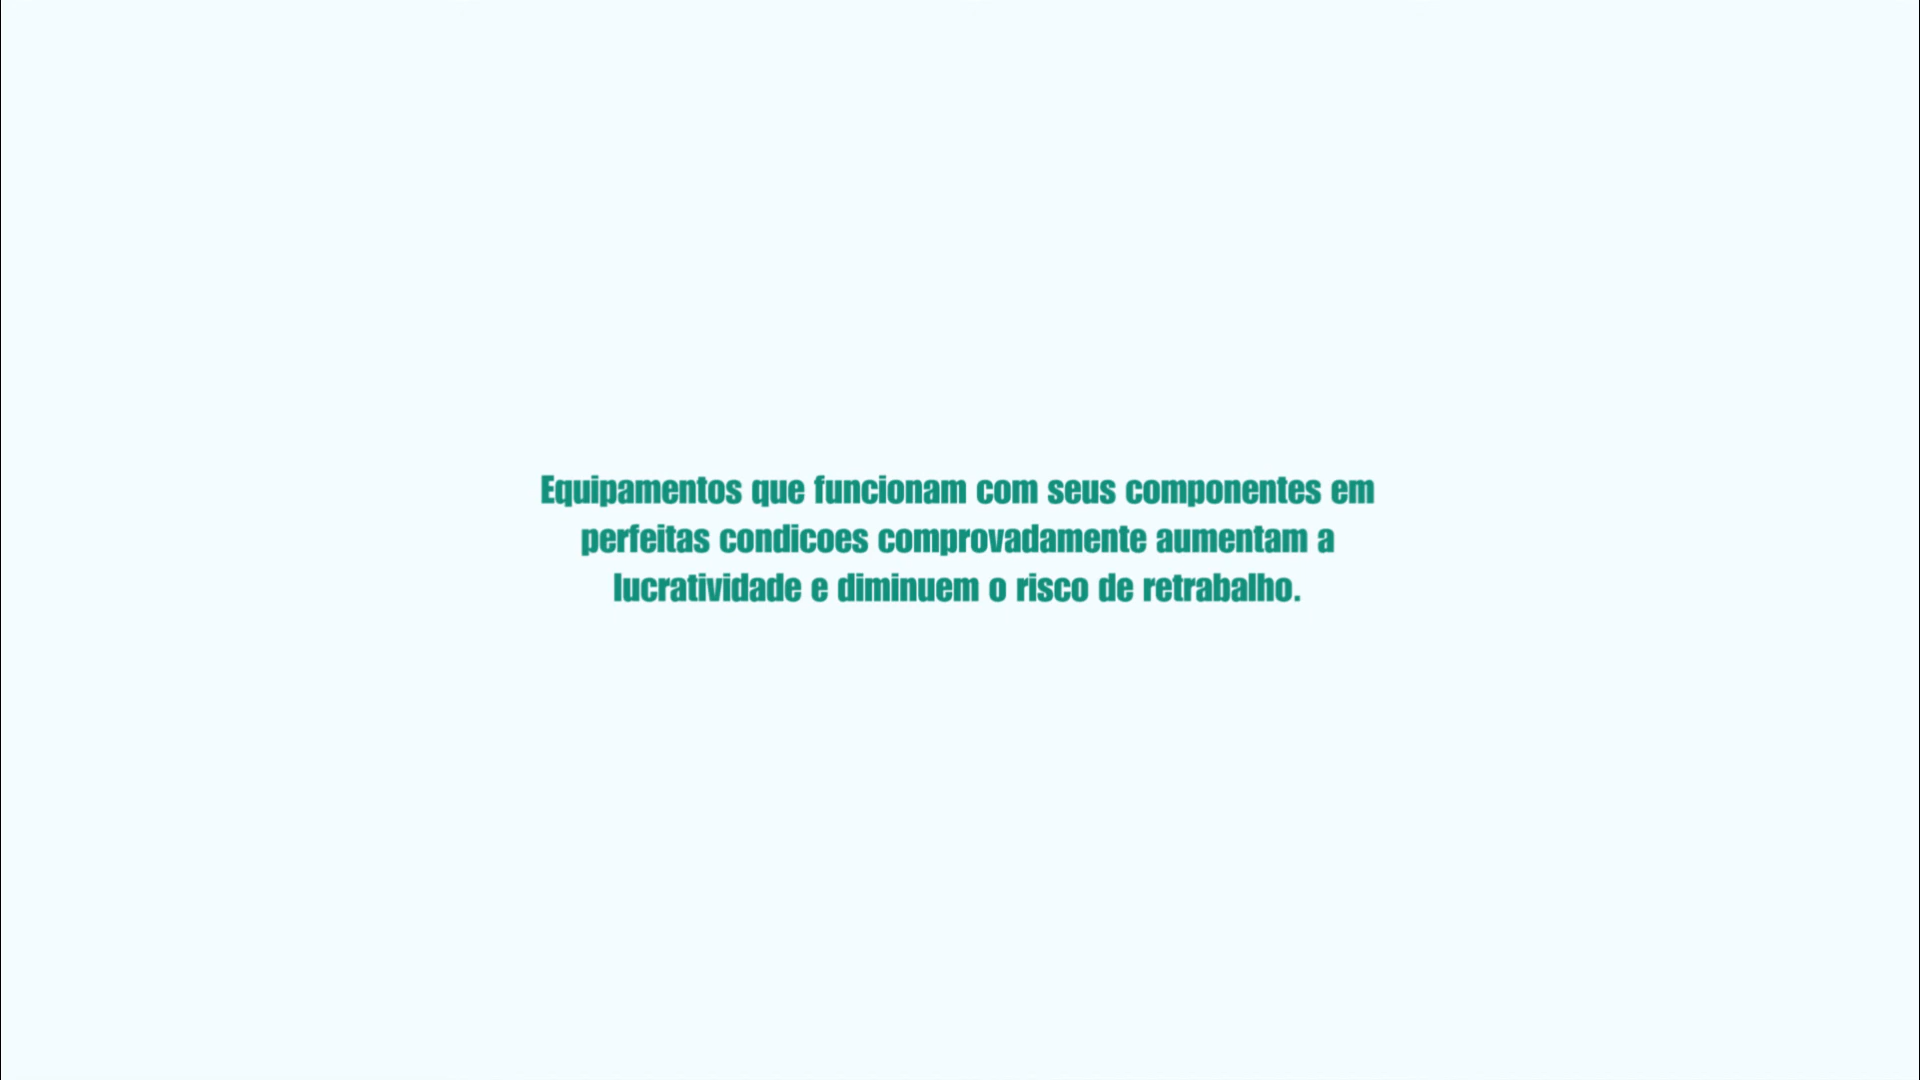 Equipamentos que funcionam com seus componentes em
perfeitas condicoes comprovadamente aumentam a
lucratividade e diminuem o risco de retrabalho.